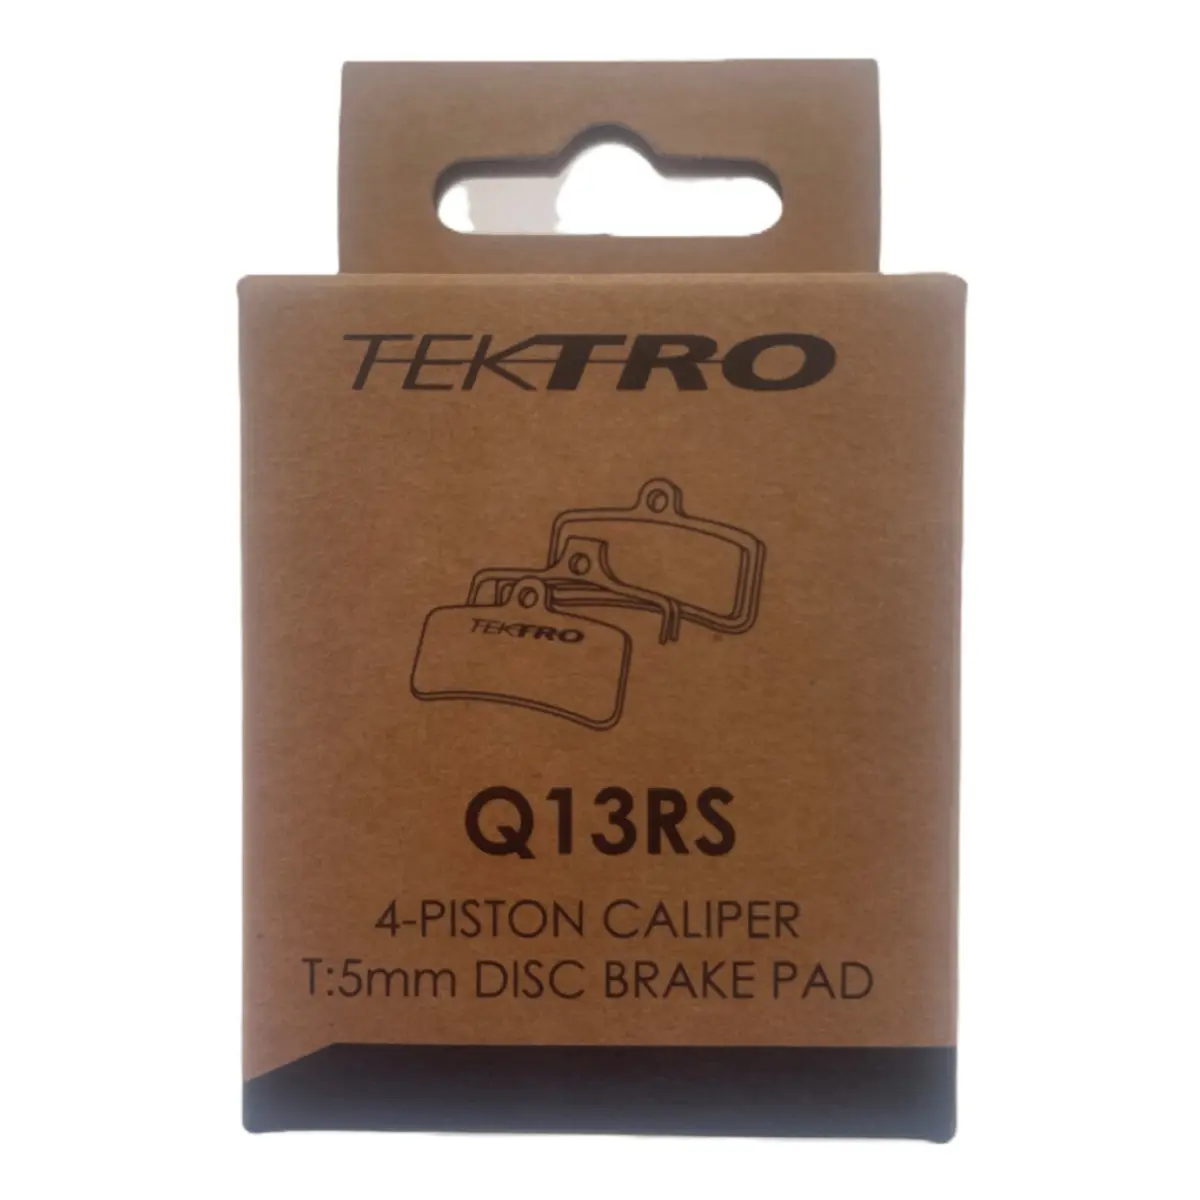 TEKTRO
TEKTRO
Q13RS
4-PISTON CALIPER
T:5mm DISC BRAKE PAD